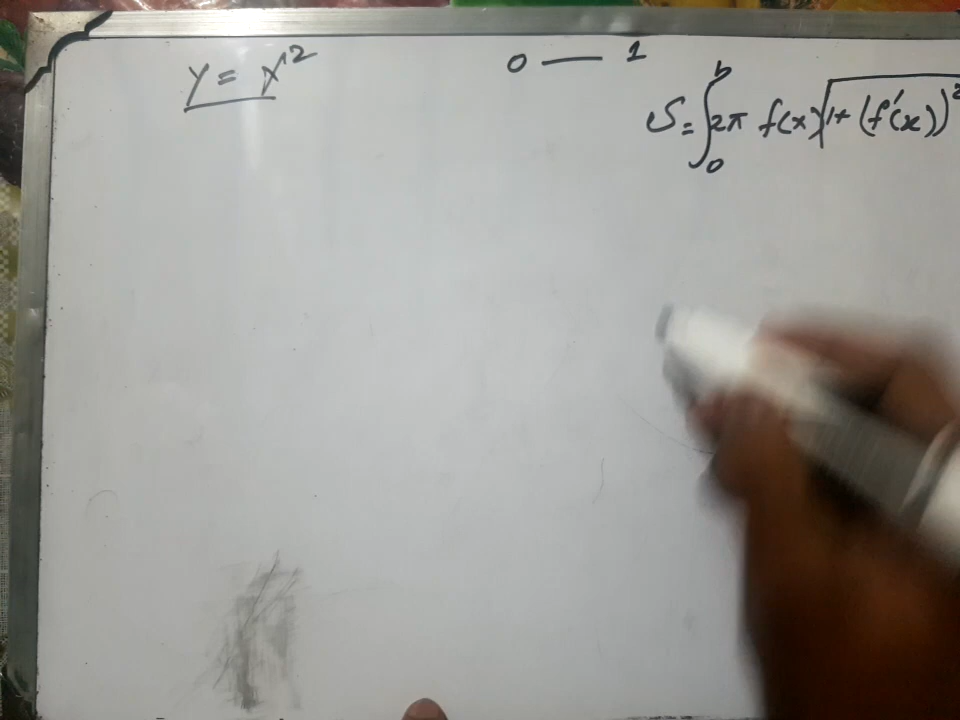 y = x² 0 — 1
S = ∫₀ᵇ 2π f(x) √1+ (f'(x))²